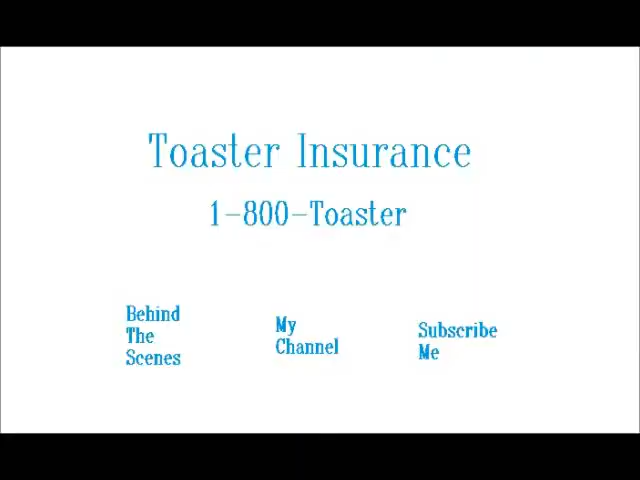 Toaster Insurance
1-800-Toaster
Behind
The
Scenes
My
Channel
Subscribe
Me